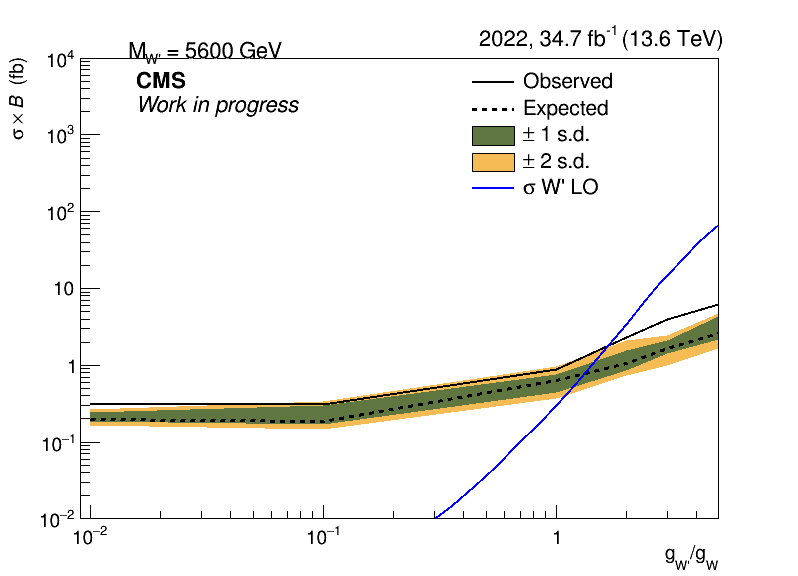 M_W' = 5600 GeV
2022, 34.7 fb⁻¹ (13.6 TeV)
CMS
Work in progress
Observed
Expected
± 1 s.d.
± 2 s.d.
σ W' LO
σ × B (fb)
10⁴
10³
10²
10
1
10⁻¹
10⁻²
10⁻² 10⁻¹ 1
g_W'/g_W